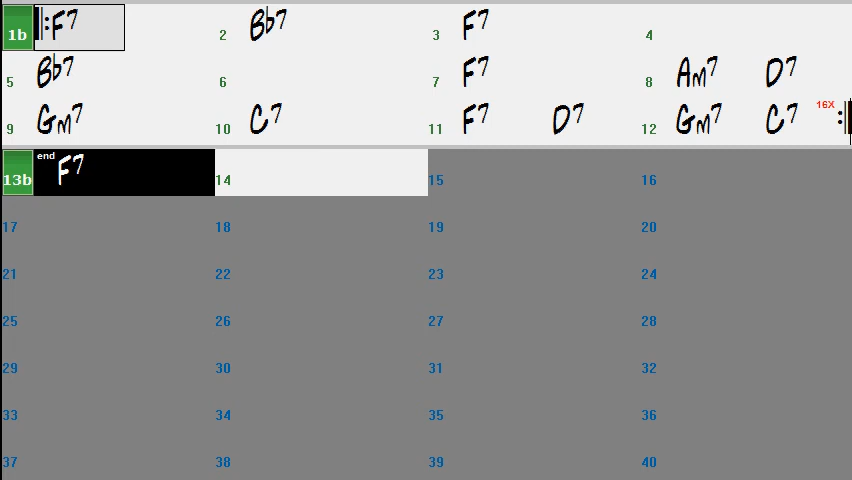 1b F7 2 Bb7 3 F7 4
5 Bb7 6 7 F7 8 Am7 D7
9 Gm7 10 C7 11 F7 D7 12 Gm7 C7 16X
13b end F7 14 15 16
17 18 19 20
21 22 23 24
25 26 27 28
29 30 31 32
33 34 35 36
37 38 39 40